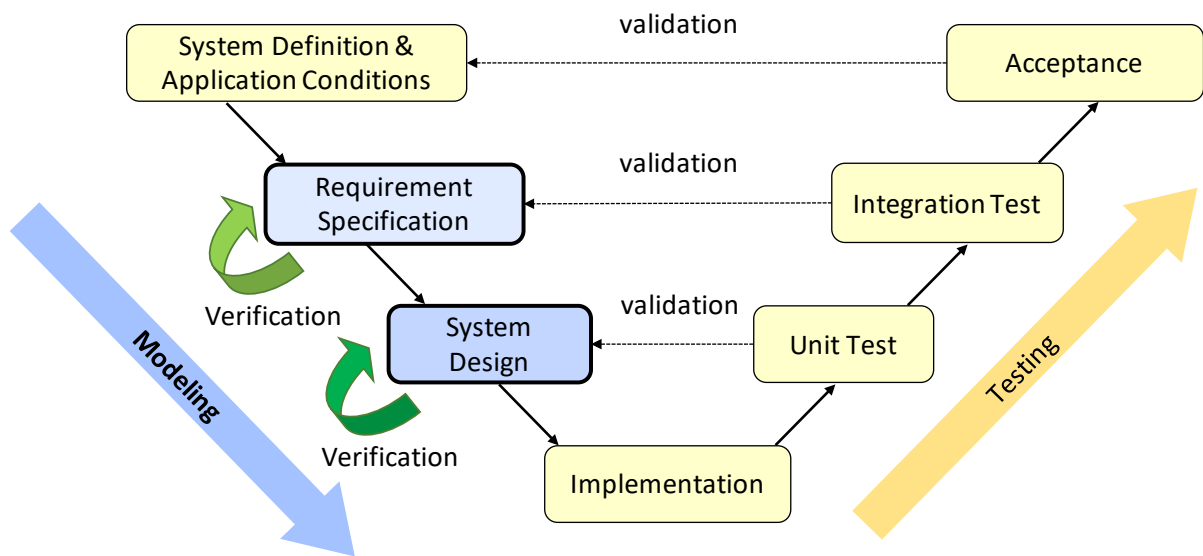 validation
System Definition &
Application Conditions
Acceptance
validation
Requirement
Specification
Integration Test
Verification
validation
System
Design
Unit Test
Modeling
Testing
Verification
Implementation